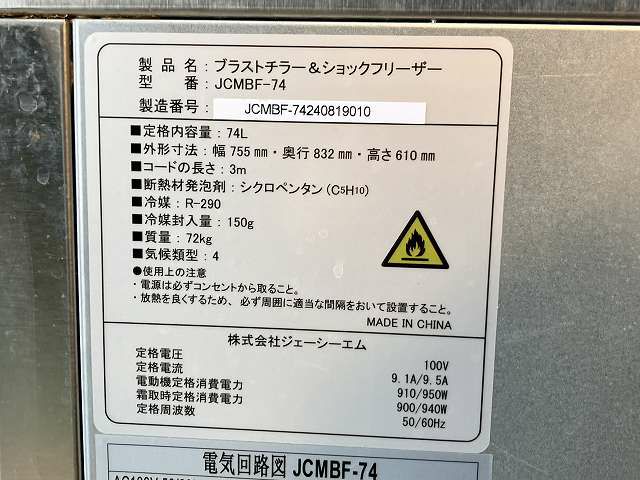 製品名：ブラストチラー＆ショックフリーザー
型　番：JCMBF-74
製造番号：JCMBF-74240819010
■定格内容量：74L
■外形寸法：幅 755 mm・奥行 832 mm・高さ 610 mm
■コードの長さ：3m
■断熱材発泡剤：シクロペンタン（C5H10）
■冷媒：R-290
■冷媒封入量：150g
■質量：72kg
■気候類型：4
●使用上の注意
・電源は必ずコンセントから取ること。
・放熱を良くするため、必ず周囲に適当な間隔をおいて設置すること。
MADE IN CHINA
株式会社ジェーシーエム
定格電圧 100V
定格電流 9.1A/9.5A
電動機定格消費電力 910/950W
霜取時定格消費電力 900/940W
定格周波数 50/60Hz
電気回路図 JCMBF-74